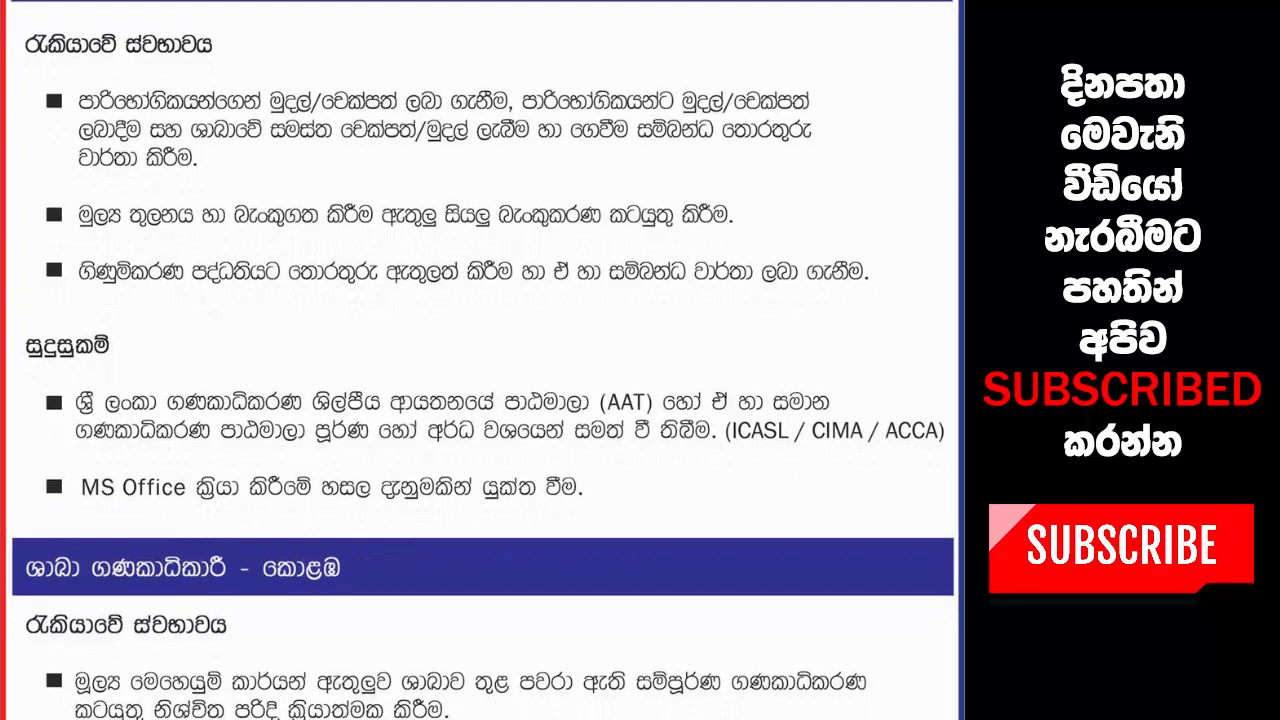 රැකියාවේ ස්වභාවය
■ පාරිභෝගිකයන්ගෙන් මුදල්/චෙක්පත් ලබා ගැනීම, පාරිභෝගිකයන්ට මුදල්/චෙක්පත්
ලබාදීම සහ ශාඛාවේ සමස්ත චෙක්පත්/මුදල් ලැබීම් හා ගෙවීම් සම්බන්ධ තොරතුරු
වාර්තා කිරීම.
■ මූල්‍ය තුලනය හා බැංකුගත කිරීම ඇතුලු සියලු බැංකුකරණ කටයුතු කිරීම.
■ ගිණුම්කරණ පද්ධතියට තොරතුරු ඇතුලත් කිරීම හා ඒ හා සම්බන්ධ වාර්තා ලබා ගැනීම.
සුදුසුකම්
■ ශ්‍රී ලංකා ගණකාධිකරණ ශිල්පීය ආයතනයේ පාඨමාලා (AAT) හෝ ඒ හා සමාන
ගණකාධිකරණ පාඨමාලා පූර්ණ හෝ අර්ධ වශයෙන් සමත් වී තිබීම. (ICASL / CIMA / ACCA)
■ MS Office ක්‍රියා කිරීමේ හසල දැනුමකින් යුක්ත වීම.
ශාඛා ගණකාධිකාරී - කොළඹ
රැකියාවේ ස්වභාවය
■ මූල්‍ය මෙහෙයුම් කාර්යන් ඇතුලුව ශාඛාව තුළ පවරා ඇති සම්පූර්ණ ගණකාධිකරණ
කටයුතු නිශ්චිත පරිදි ක්‍රියාත්මක කිරීම.
දිනපතා
මෙවැනි
වීඩියෝ
නැරබීමට
පහතින්
අපිව
SUBSCRIBED
කරන්න
SUBSCRIBE